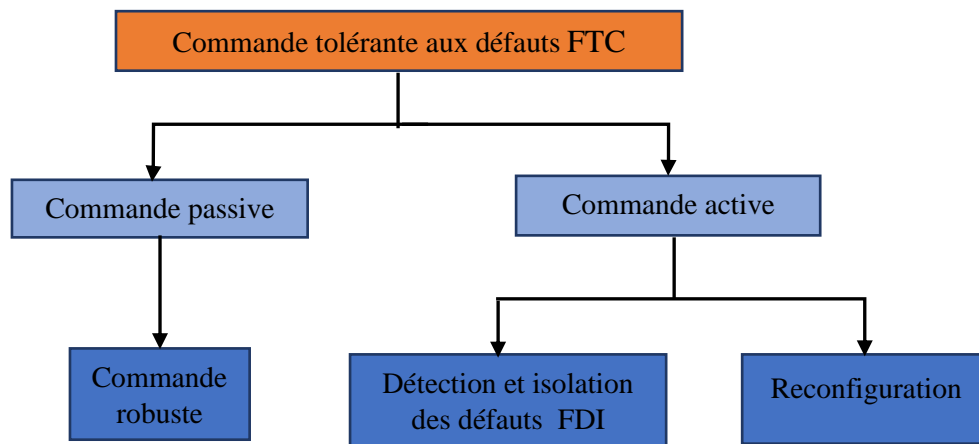 Commande tolérante aux défauts FTC
Commande passive
Commande active
Commande
robuste
Détection et isolation
des défauts FDI
Reconfiguration